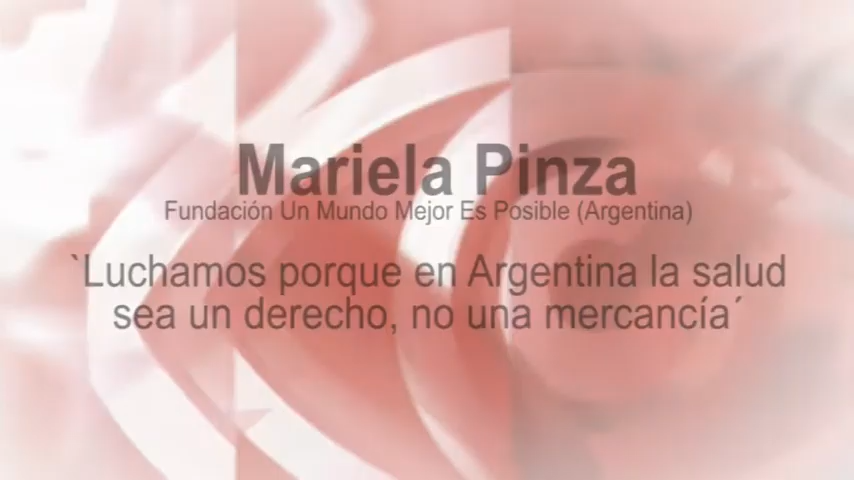 Mariela Pinza
Fundación Un Mundo Mejor Es Posible (Argentina)
`Luchamos porque en Argentina la salud
sea un derecho, no una mercancía´